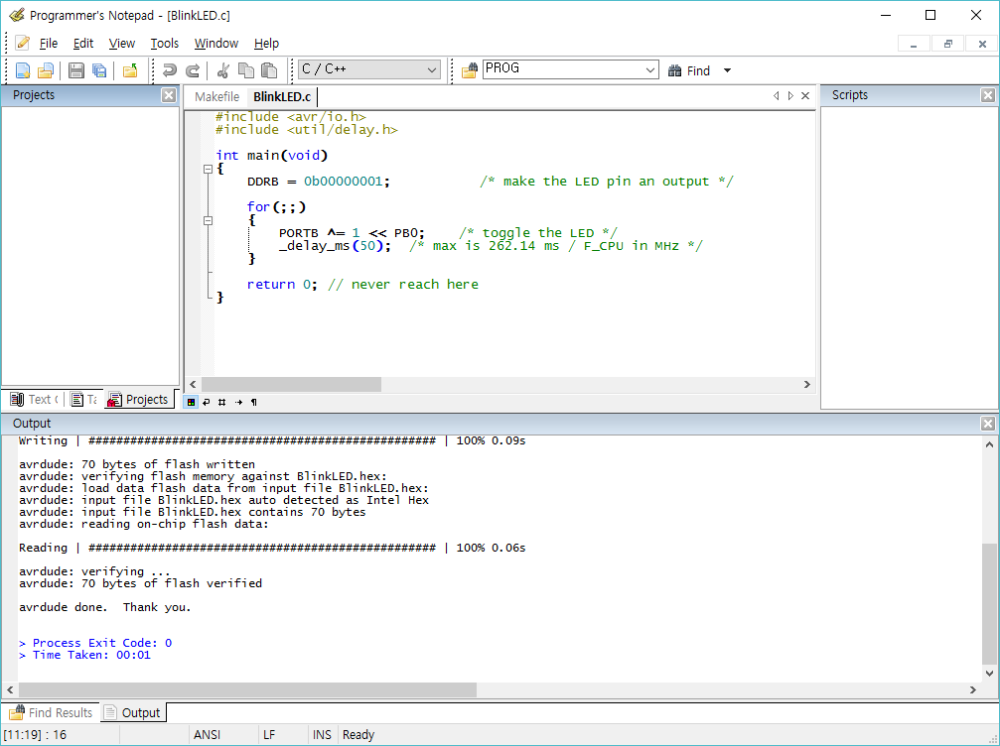 Programmer's Notepad - [BlinkLED.c]
File Edit View Tools Window Help
C / C++ PROG Find
Projects
Makefile BlinkLED.c
Scripts
#include <avr/io.h>
#include <util/delay.h>
int main(void)
{
DDRB = 0b00000001; /* make the LED pin an output */
for(;;)
{
PORTB ^= 1 << PB0; /* toggle the LED */
_delay_ms(50); /* max is 262.14 ms / F_CPU in MHz */
}
return 0; // never reach here
}
Text Ta Projects
Output
Writing | ################################################## | 100% 0.09s
avrdude: 70 bytes of flash written
avrdude: verifying flash memory against BlinkLED.hex:
avrdude: load data flash data from input file BlinkLED.hex:
avrdude: input file BlinkLED.hex auto detected as Intel Hex
avrdude: input file BlinkLED.hex contains 70 bytes
avrdude: reading on-chip flash data:
Reading | ################################################## | 100% 0.06s
avrdude: verifying ...
avrdude: 70 bytes of flash verified
avrdude done.  Thank you.
> Process Exit Code: 0
> Time Taken: 00:01
Find Results Output
[11:19] : 16 ANSI LF INS Ready